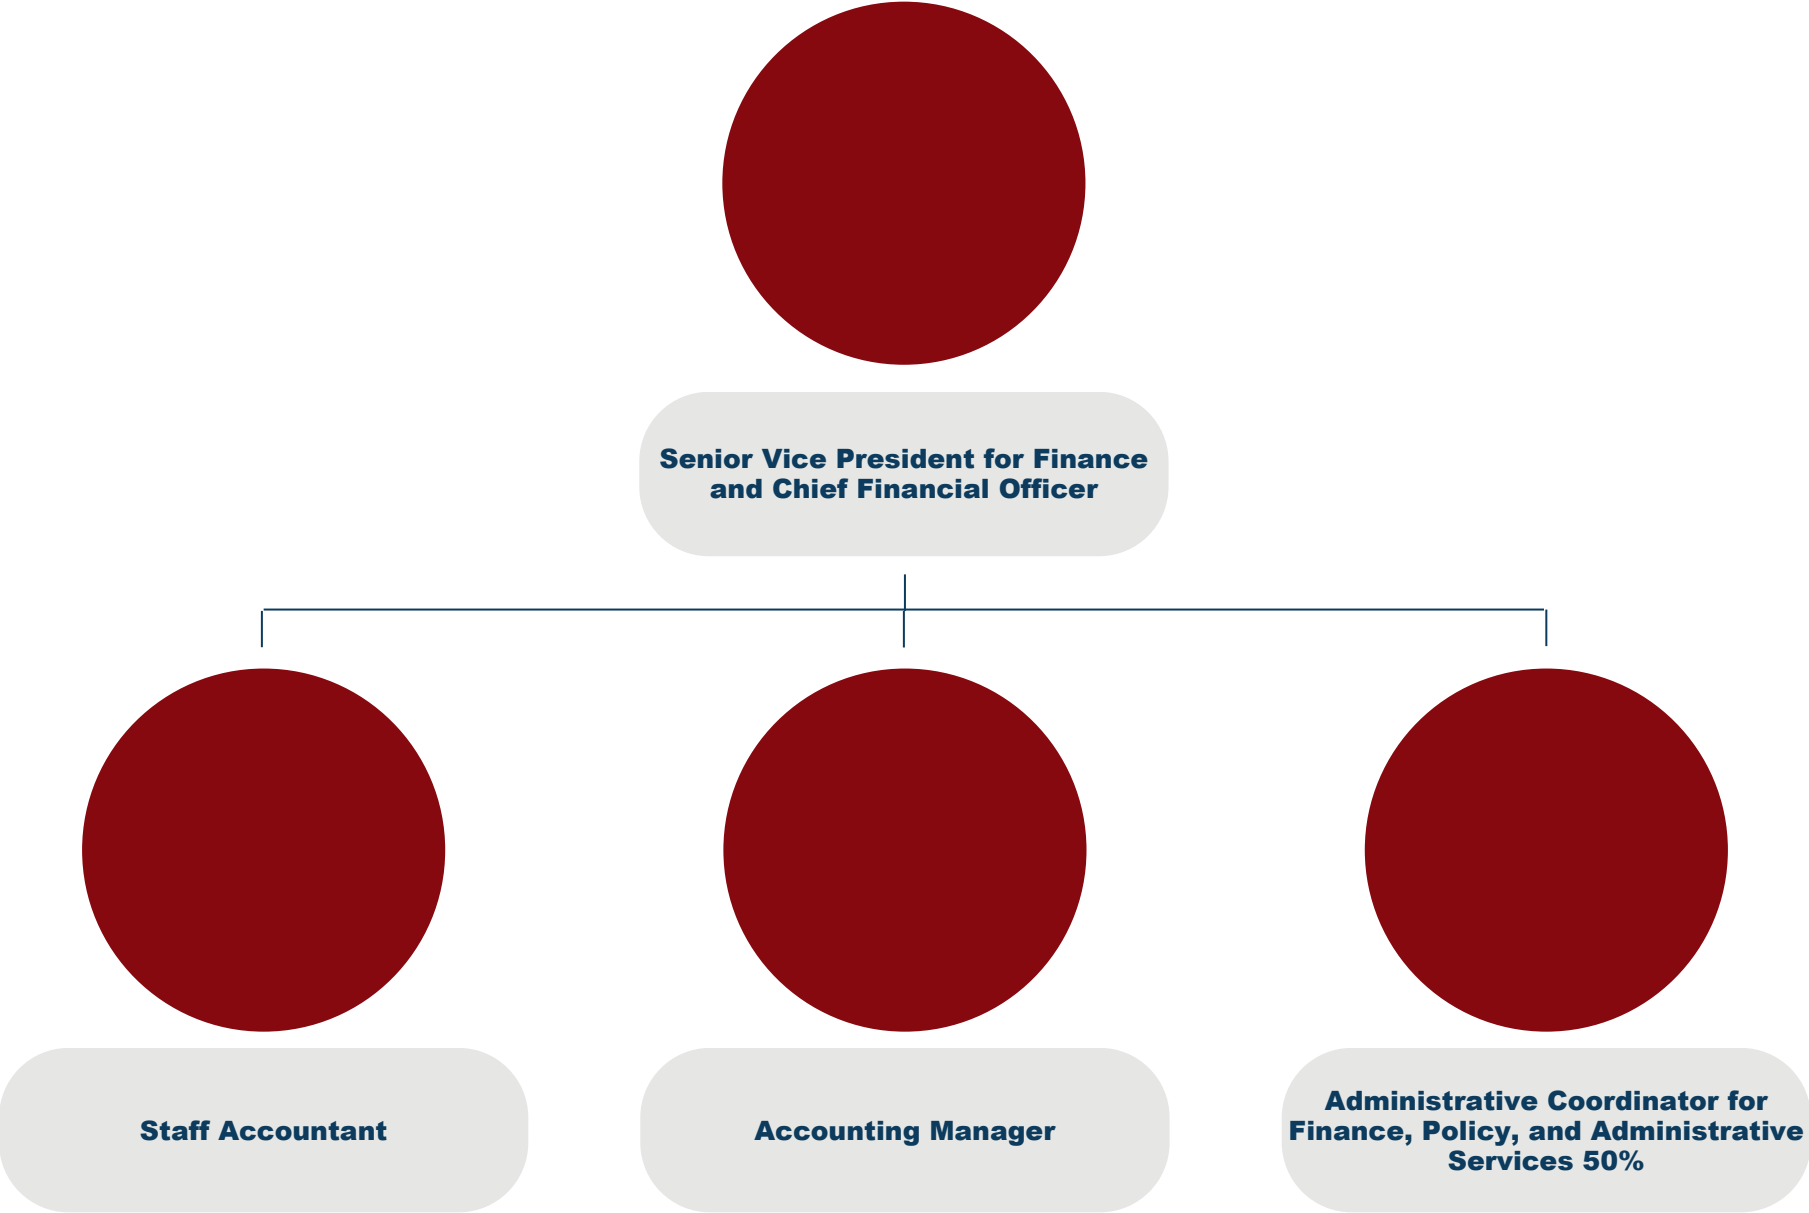 Senior Vice President for Finance
and Chief Financial Officer
Staff Accountant
Accounting Manager
Administrative Coordinator for
Finance, Policy, and Administrative
Services 50%